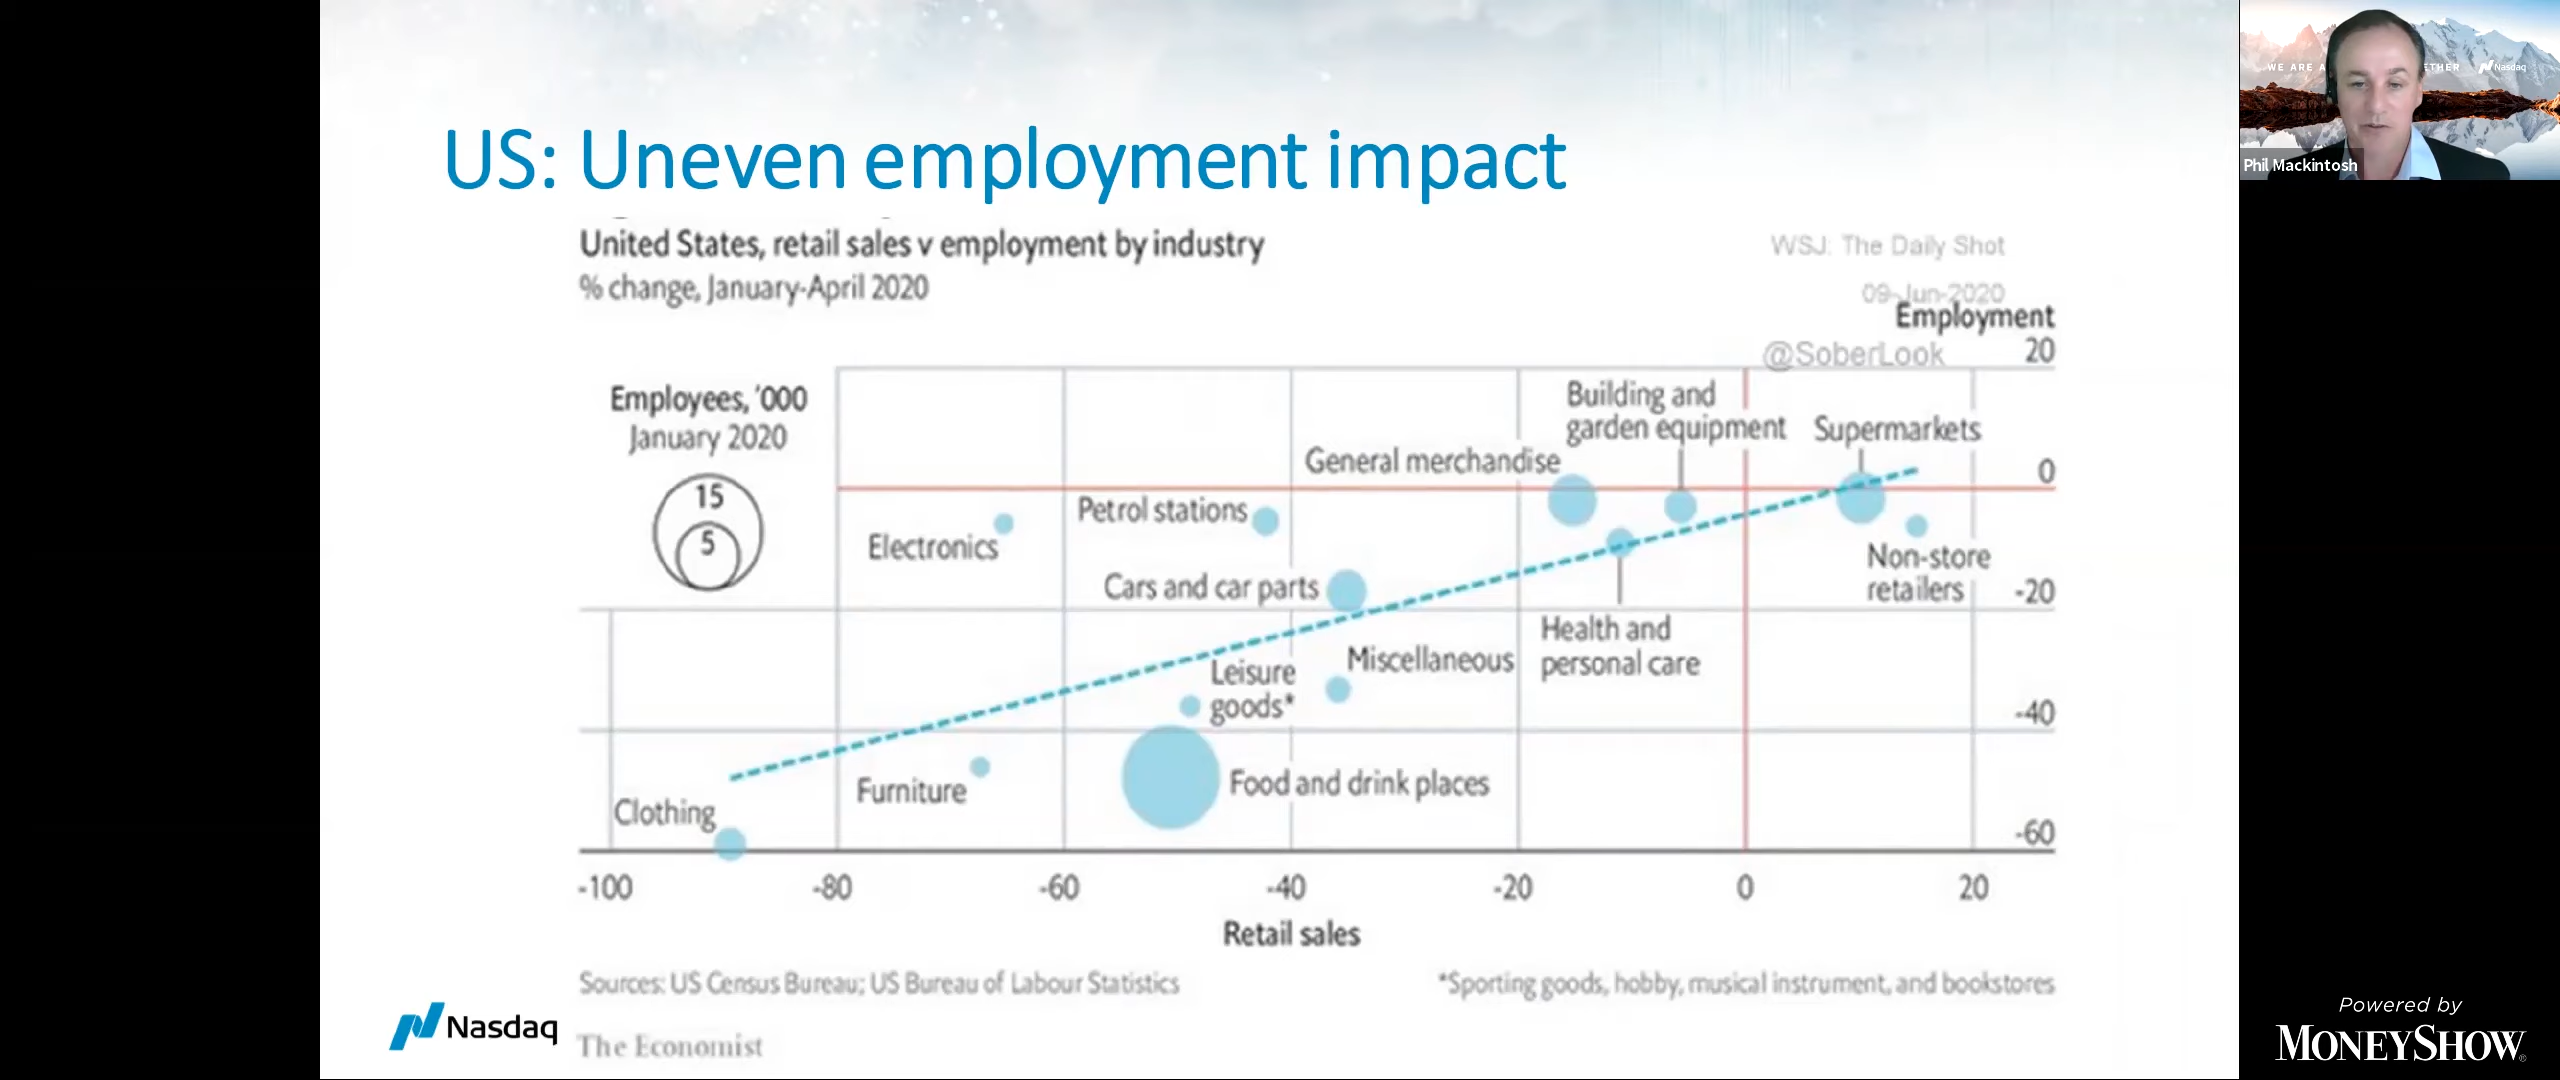 US: Uneven employment impact
United States, retail sales v employment by industry
% change, January-April 2020
WSJ: The Daily Shot
09-Jun-2020
@SoberLook
Employment
20
0
-20
-40
-60
Employees, '000
January 2020
15
5
Building and
garden equipment
Supermarkets
General merchandise
Petrol stations
Electronics
Non-store
retailers
Cars and car parts
Health and
personal care
Miscellaneous
Leisure
goods*
Furniture
Food and drink places
Clothing
-100
-80
-60
-40
-20
0
20
Retail sales
Sources: US Census Bureau; US Bureau of Labour Statistics
*Sporting goods, hobby, musical instrument, and bookstores
Nasdaq
The Economist
WE ARE A
ETHER
Nasdaq
Phil Mackintosh
Powered by
MONEYSHOW®